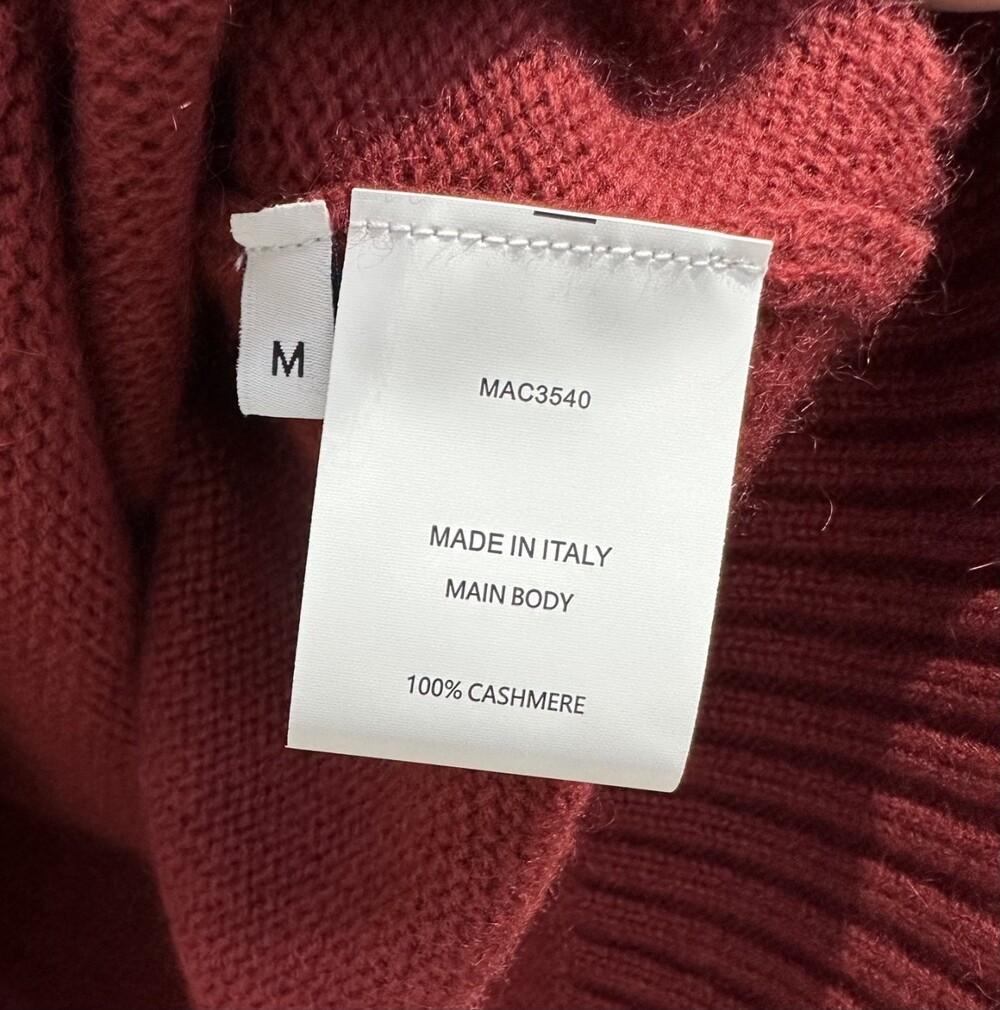 M
MAC3540
MADE IN ITALY
MAIN BODY
100% CASHMERE